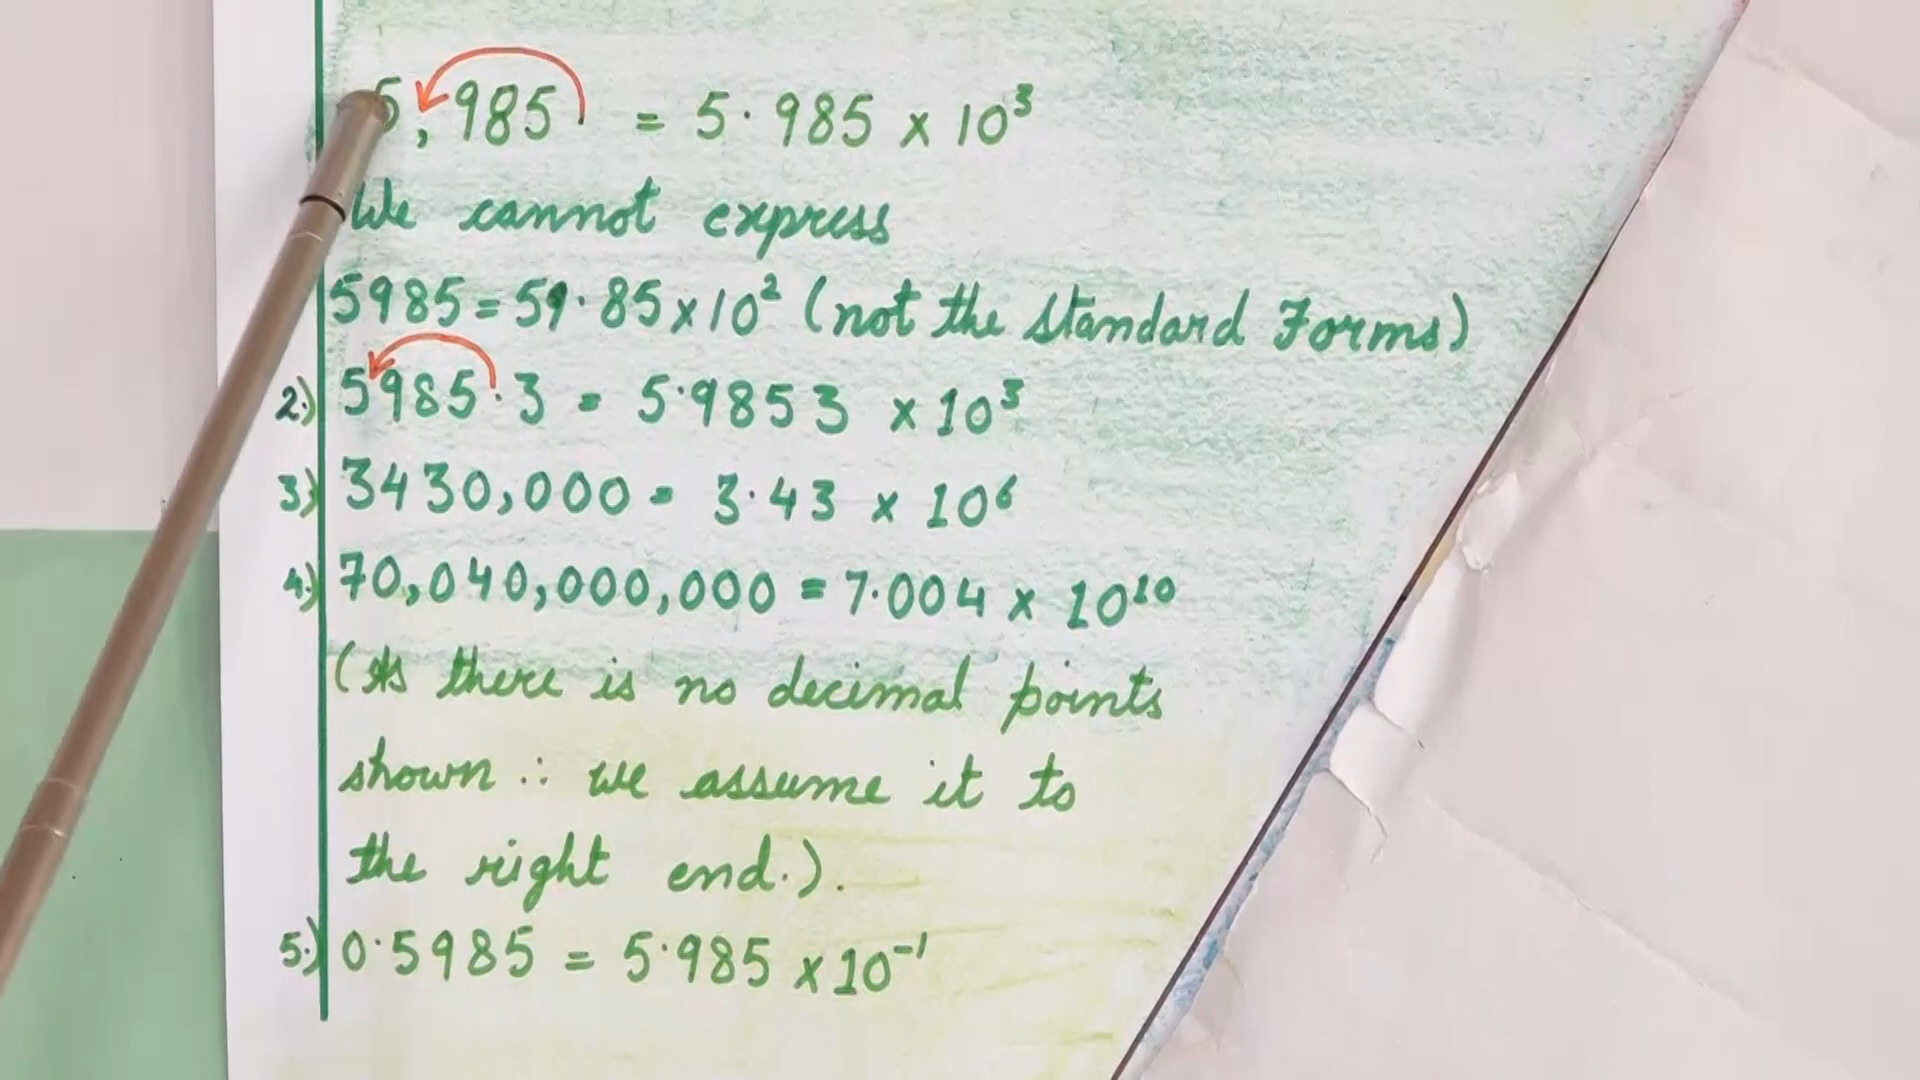 5,985. = 5.985 x 10³
We cannot express
5985 = 59.85 x 10² (not the Standard Forms)
2.) 5985.3 = 5.9853 x 10³
3.) 3430,000 = 3.43 x 10⁶
4.) 70,040,000,000 = 7.004 x 10¹⁰
(As there is no decimal points
shown ∴ we assume it to
the right end.).
5.) 0.5985 = 5.985 x 10⁻¹